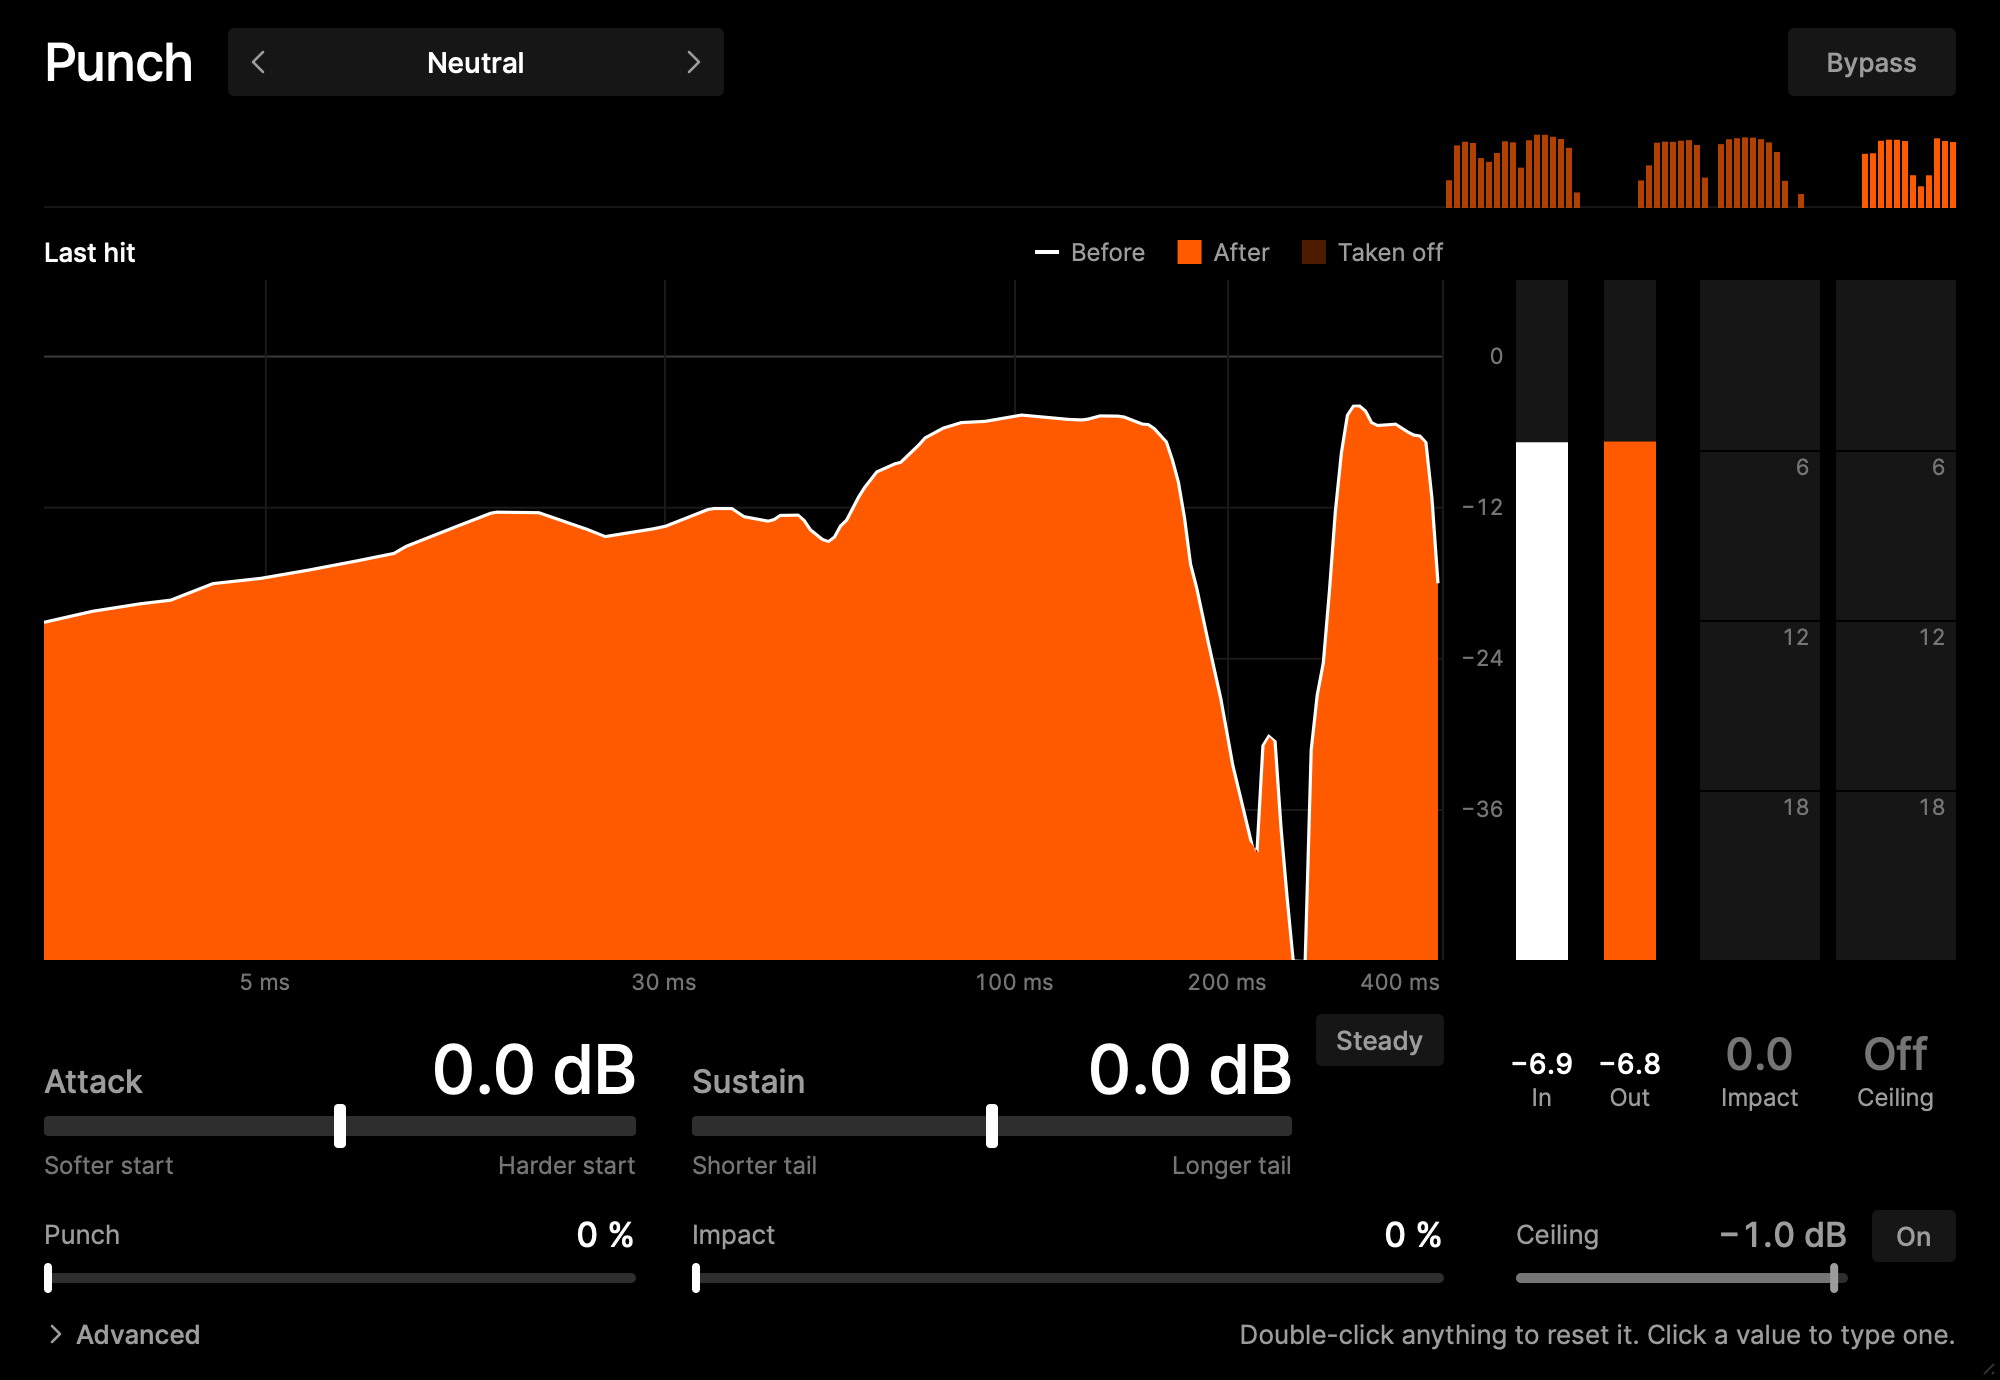 Punch
Neutral
Bypass
Last hit
Before
After
Taken off
0
−12
−24
−36
6
12
18
6
12
18
5 ms
30 ms
100 ms
200 ms
400 ms
Attack
0.0 dB
Softer start
Harder start
Sustain
0.0 dB
Shorter tail
Longer tail
Steady
−6.9
In
−6.8
Out
0.0
Impact
Off
Ceiling
Punch
0 %
Impact
0 %
Ceiling
−1.0 dB
On
Advanced
Double-click anything to reset it. Click a value to type one.